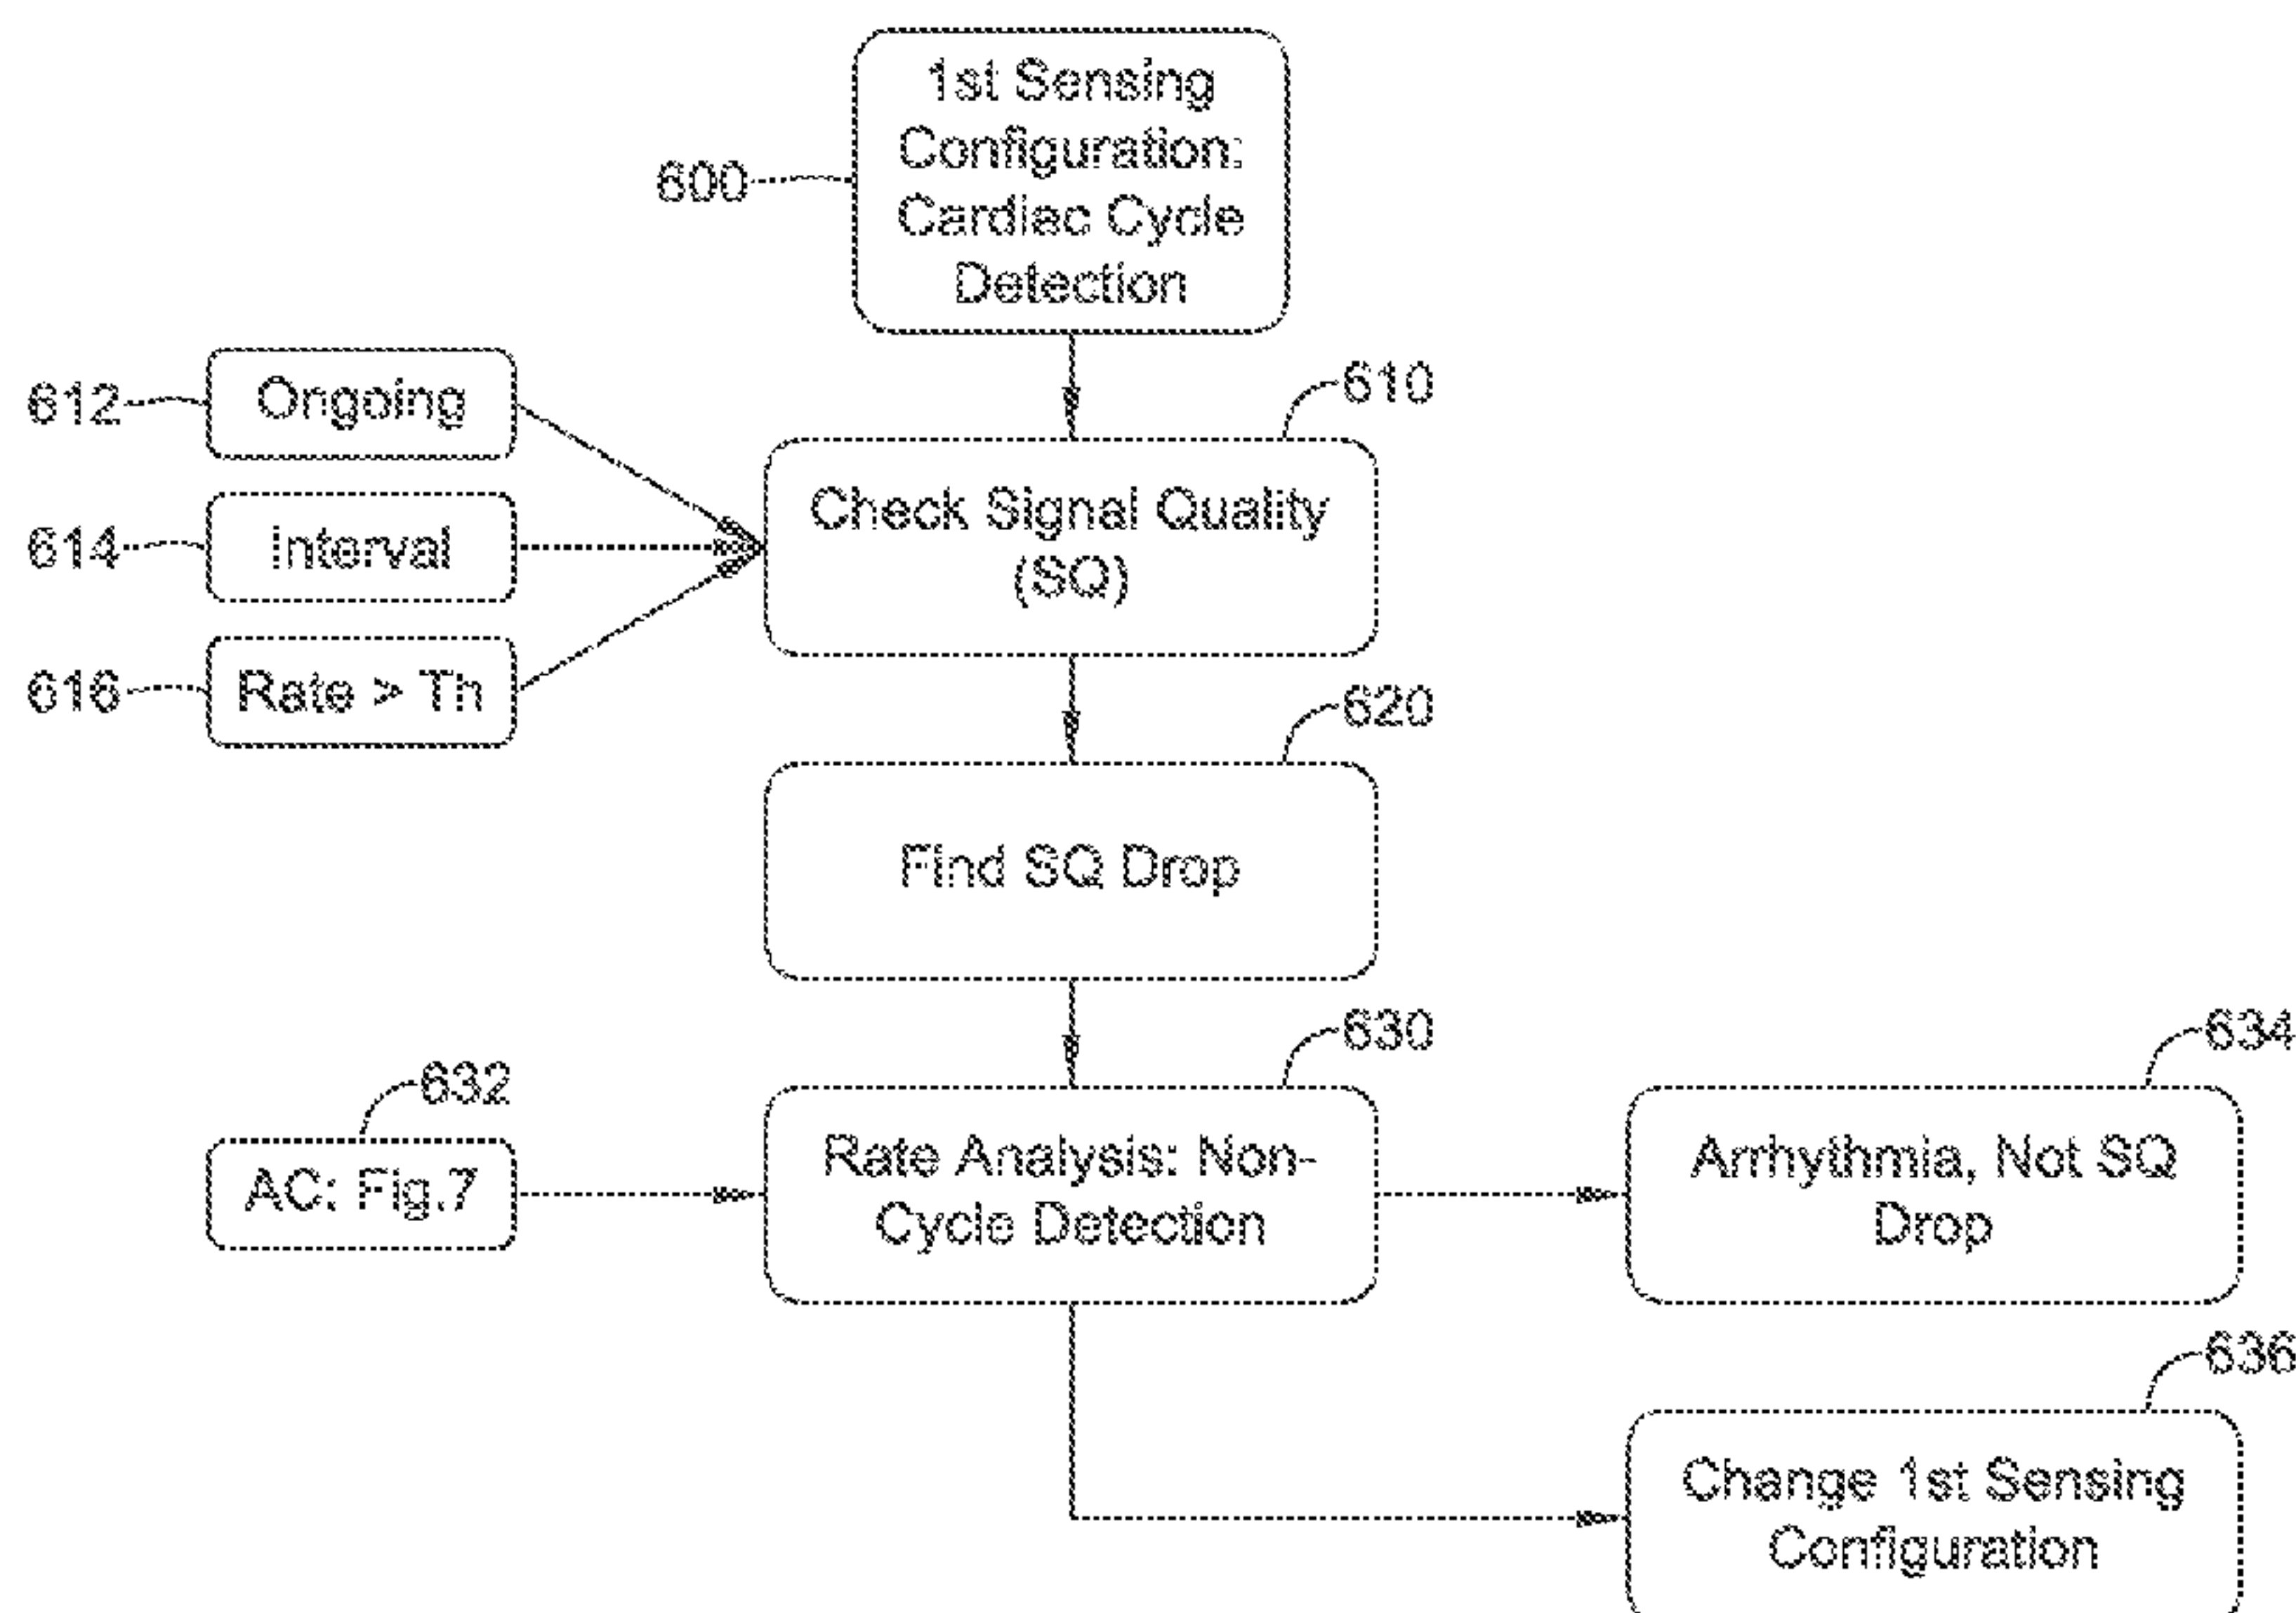 1st Sensing
Configuration:
Cardiac Cycle
Detection
600
612
Ongoing
610
614
Interval
Check Signal Quality
(SQ)
616
Rate > Th
620
Find SQ Drop
630
634
632
AC: Fig.7
Rate Analysis: Non-
Cycle Detection
Arrhythmia, Not SQ
Drop
636
Change 1st Sensing
Configuration